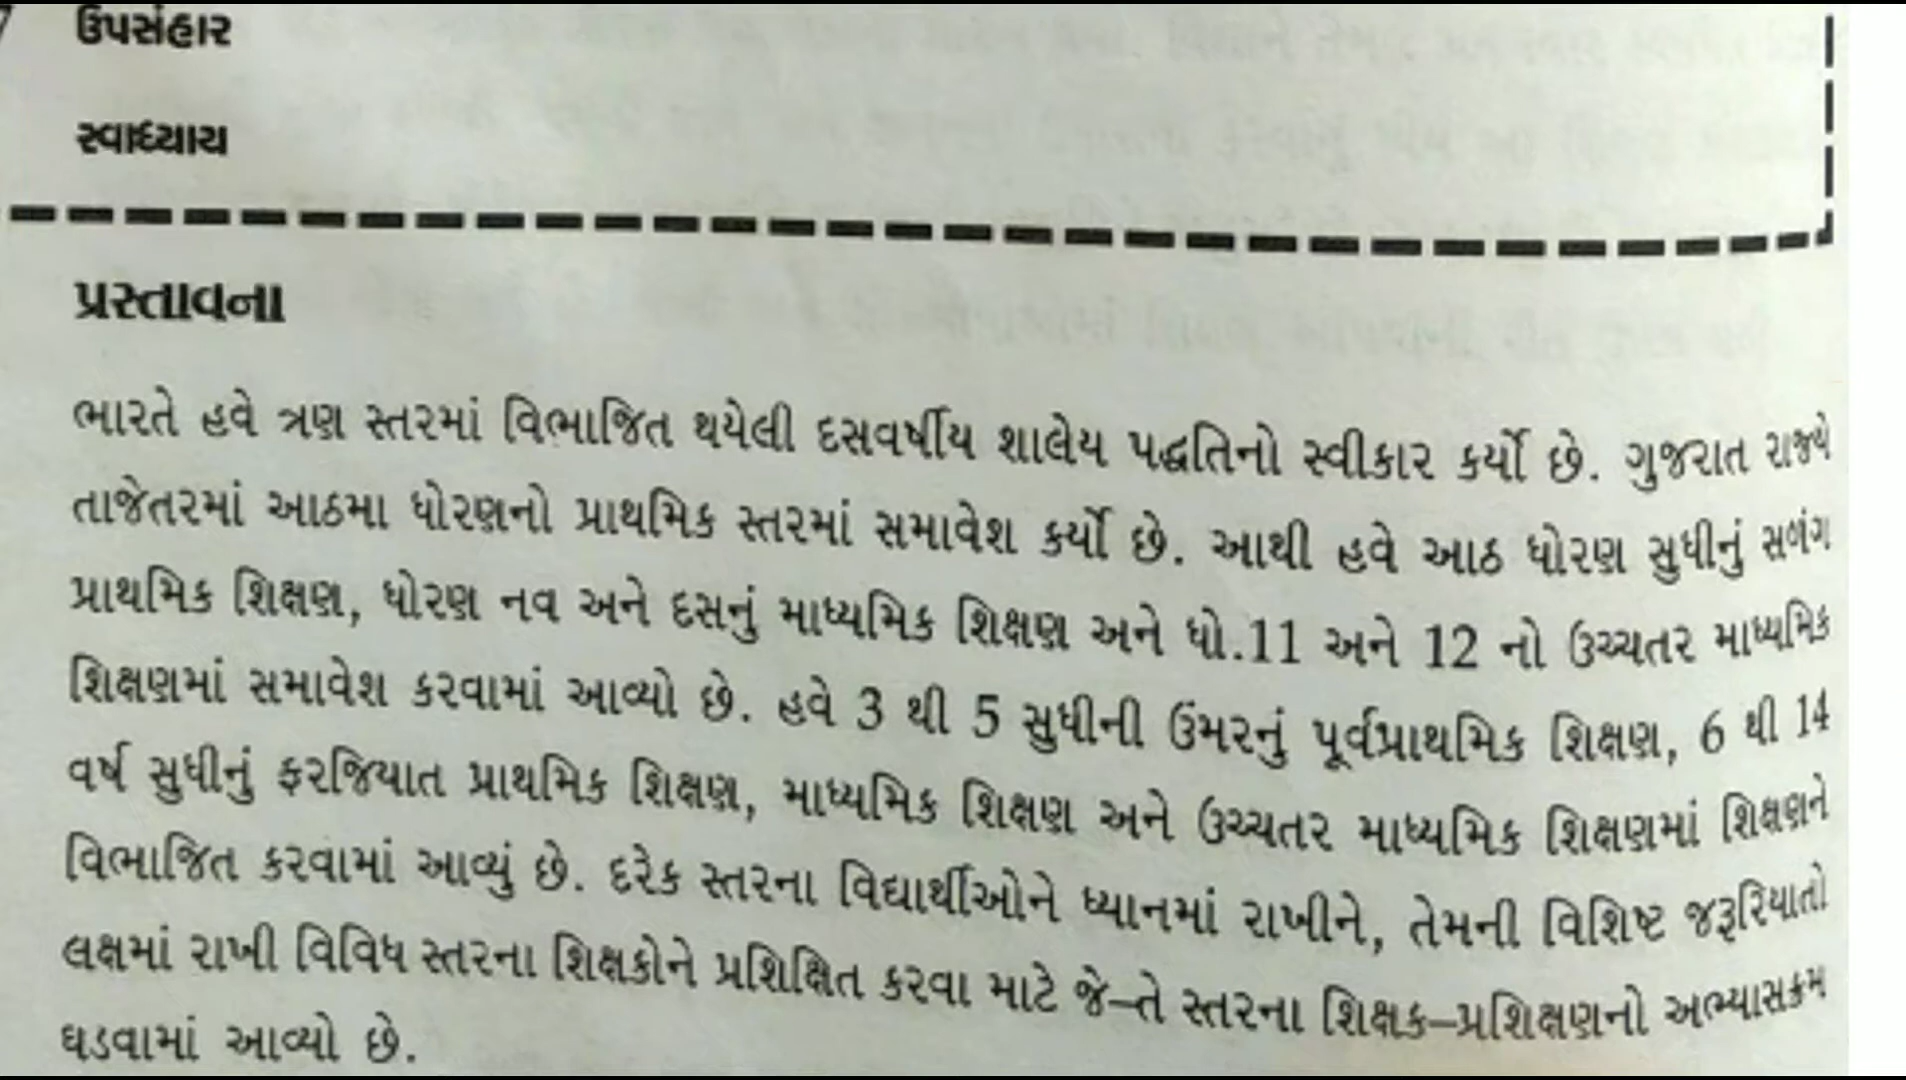 ઉપસંહાર
સ્વાધ્યાય
પ્રસ્તાવના
ભારતે હવે ત્રણ સ્તરમાં વિભાજિત થયેલી દસવર્ષીય શાલેય પદ્ધતિનો સ્વીકાર કર્યો છે. ગુજરાત રાજ્યે
તાજેતરમાં આઠમા ધોરણનો પ્રાથમિક સ્તરમાં સમાવેશ કર્યો છે. આથી હવે આઠ ધોરણ સુધીનું સળંગ
પ્રાથમિક શિક્ષણ, ધોરણ નવ અને દસનું માધ્યમિક શિક્ષણ અને ધો.11 અને 12 નો ઉચ્ચતર માધ્યમિક
શિક્ષણમાં સમાવેશ કરવામાં આવ્યો છે. હવે 3 થી 5 સુધીની ઉંમરનું પૂર્વપ્રાથમિક શિક્ષણ, 6 થી 14
વર્ષ સુધીનું ફરજિયાત પ્રાથમિક શિક્ષણ, માધ્યમિક શિક્ષણ અને ઉચ્ચતર માધ્યમિક શિક્ષણમાં શિક્ષણને
વિભાજિત કરવામાં આવ્યું છે. દરેક સ્તરના વિદ્યાર્થીઓને ધ્યાનમાં રાખીને, તેમની વિશિષ્ટ જરૂરિયાતો
લક્ષમાં રાખી વિવિધ સ્તરના શિક્ષકોને પ્રશિક્ષિત કરવા માટે જે–તે સ્તરના શિક્ષક–પ્રશિક્ષણનો અભ્યાસક્રમ
ઘડવામાં આવ્યો છે.